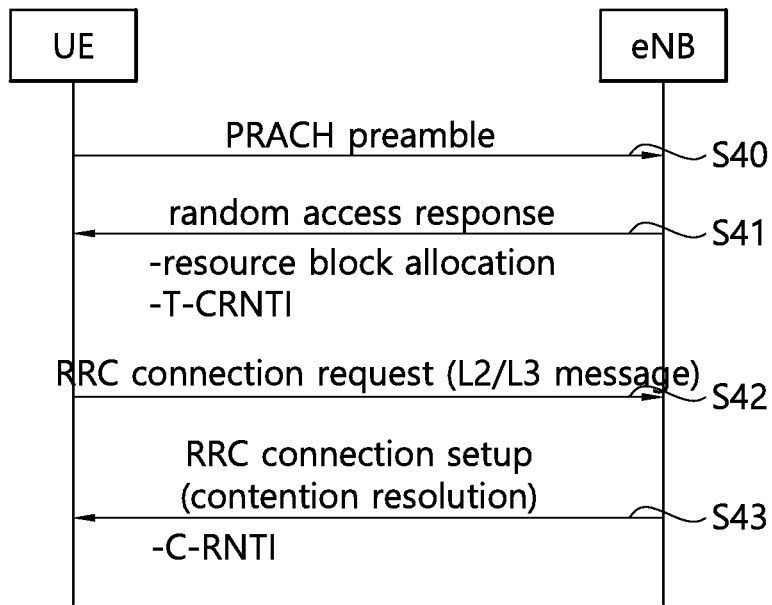 UE
eNB
PRACH preamble
S40
random access response
S41
-resource block allocation
-T-CRNTI
RRC connection request (L2/L3 message)
S42
RRC connection setup
(contention resolution)
S43
-C-RNTI